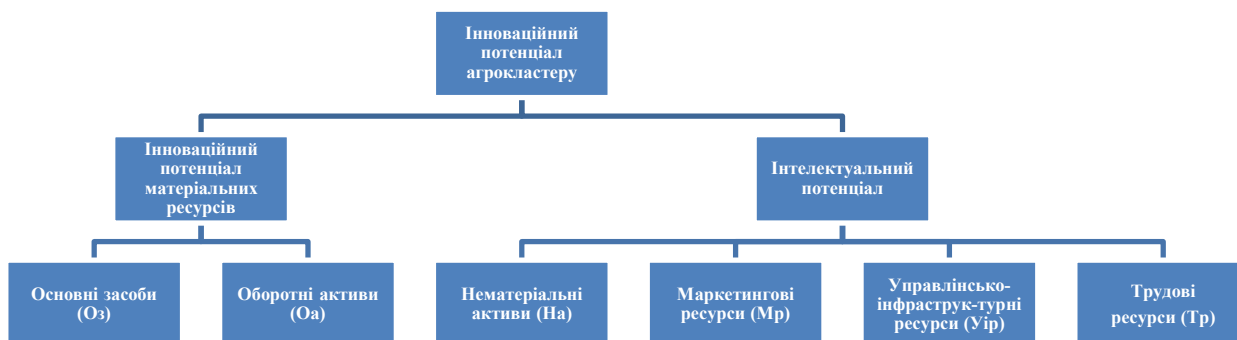 Інноваційний
потенціал
агрокластеру
Інноваційний
потенціал
матеріальних
ресурсів
Інтелектуальний
потенціал
Основні засоби
(Оз)
Оборотні активи
(Оа)
Нематеріальні
активи (На)
Маркетингові
ресурси (Мр)
Управлінсько-
інфраструк-турні
ресурси (Уір)
Трудові
ресурси (Тр)